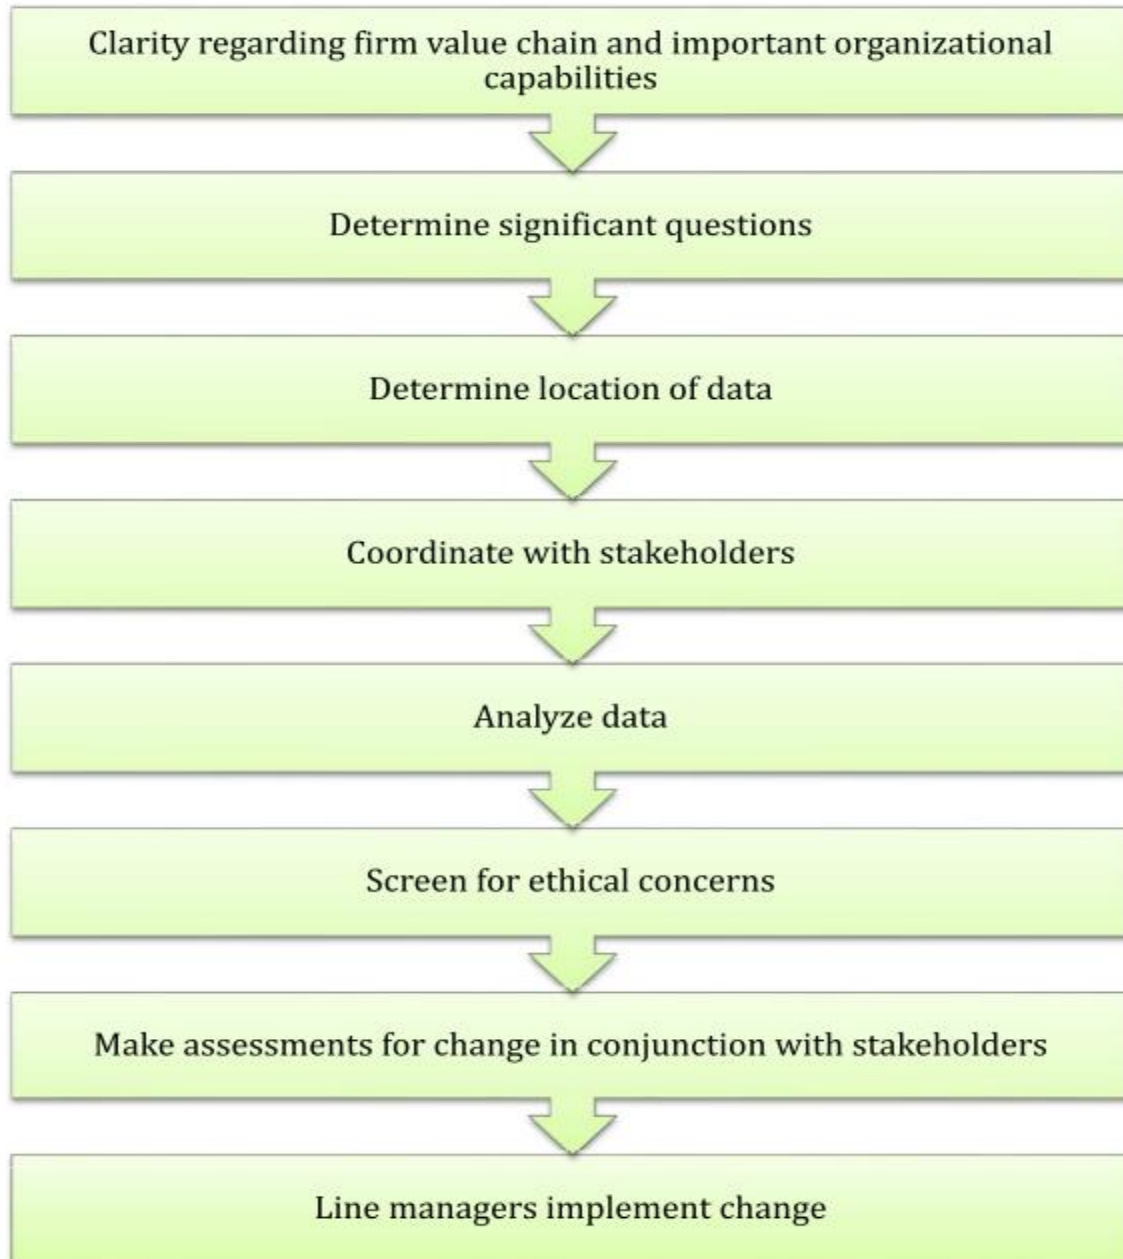 Clarity regarding firm value chain and important organizational
capabilities
Determine significant questions
Determine location of data
Coordinate with stakeholders
Analyze data
Screen for ethical concerns
Make assessments for change in conjunction with stakeholders
Line managers implement change